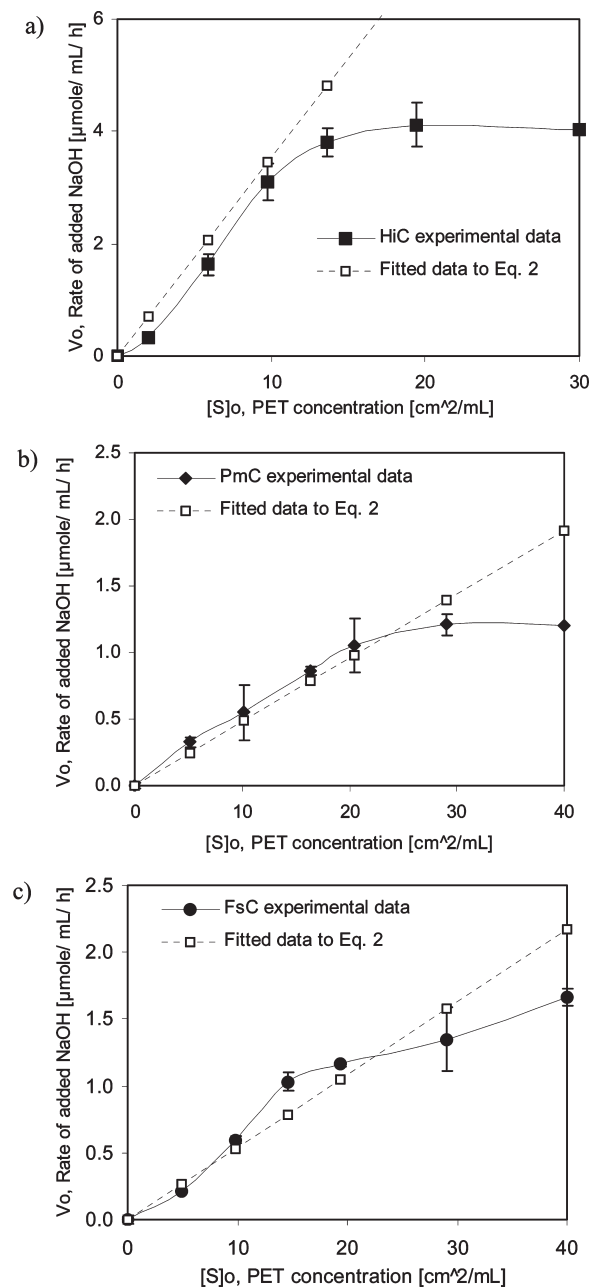 a)
Vo, Rate of added NaOH [µmole/ mL/ h]
6
4
2
0
HiC experimental data
Fitted data to Eq. 2
0 10 20 30
[S]o, PET concentration [cm^2/mL]
b)
Vo, Rate of added NaOH [µmole/ mL/ h]
2.5
2.0
1.5
1.0
0.5
0.0
PmC experimental data
Fitted data to Eq. 2
0 10 20 30 40
[S]o, PET concentration [cm^2/mL]
c)
Vo, Rate of added NaOH [µmole/ mL/ h]
2.5
2.0
1.5
1.0
0.5
0.0
FsC experimental data
Fitted data to Eq. 2
0 10 20 30 40
[S]o, PET concentration [cm^2/mL]